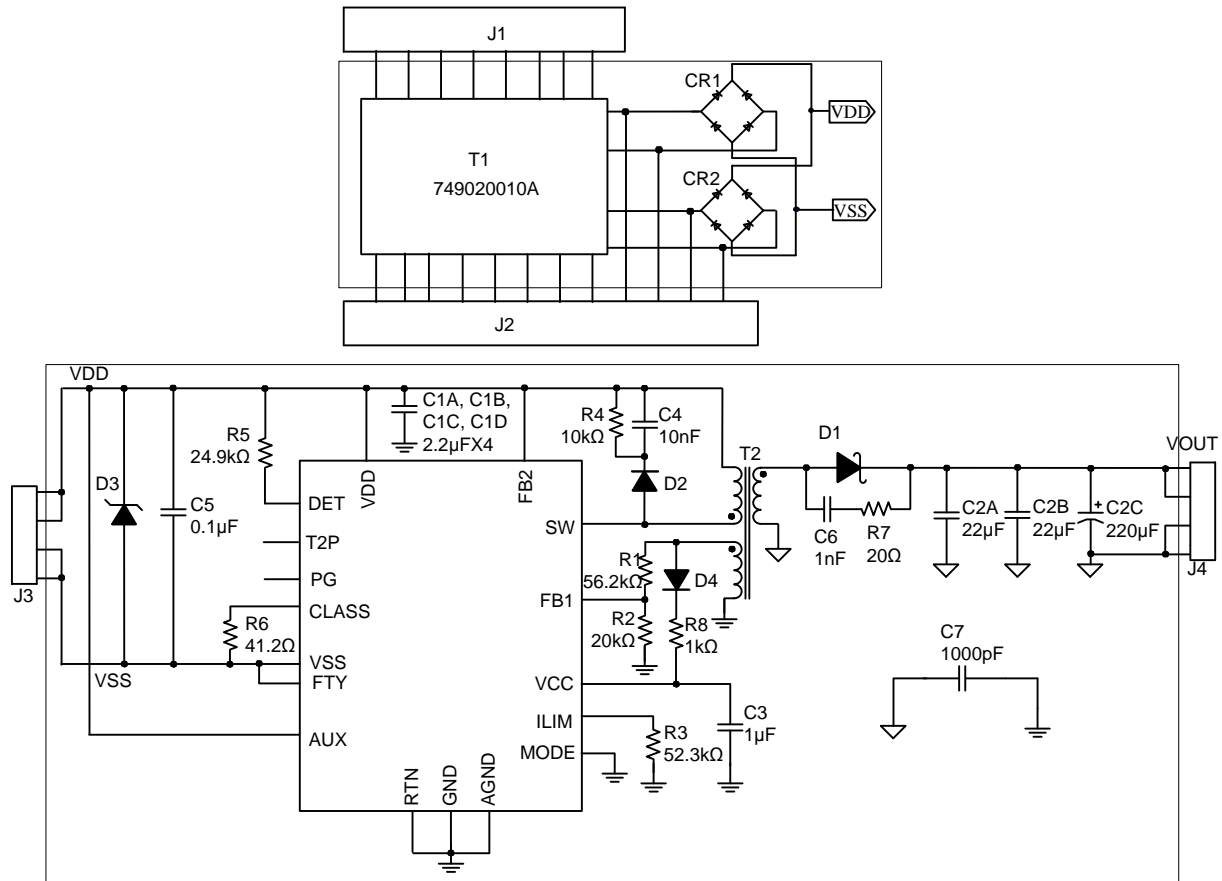 J1
CR1
VDD
T1
749020010A
CR2
VSS
J2
VDD
C1A, C1B,
C1C, C1D
2.2µFX4
R4
10kΩ
C4
10nF
R5
24.9kΩ
D1
VOUT
T2
D3
C5
0.1µF
VDD
FB2
D2
DET
SW
C2A
22µF
C2B
22µF
+
C2C
220µF
C6
1nF
R7
20Ω
T2P
R1
56.2kΩ
D4
J4
PG
J3
FB1
CLASS
R6
41.2Ω
R2
20kΩ
R8
1kΩ
C7
1000pF
VSS
VSS
FTY
VCC
C3
1µF
ILIM
R3
52.3kΩ
AUX
MODE
RTN
GND
AGND